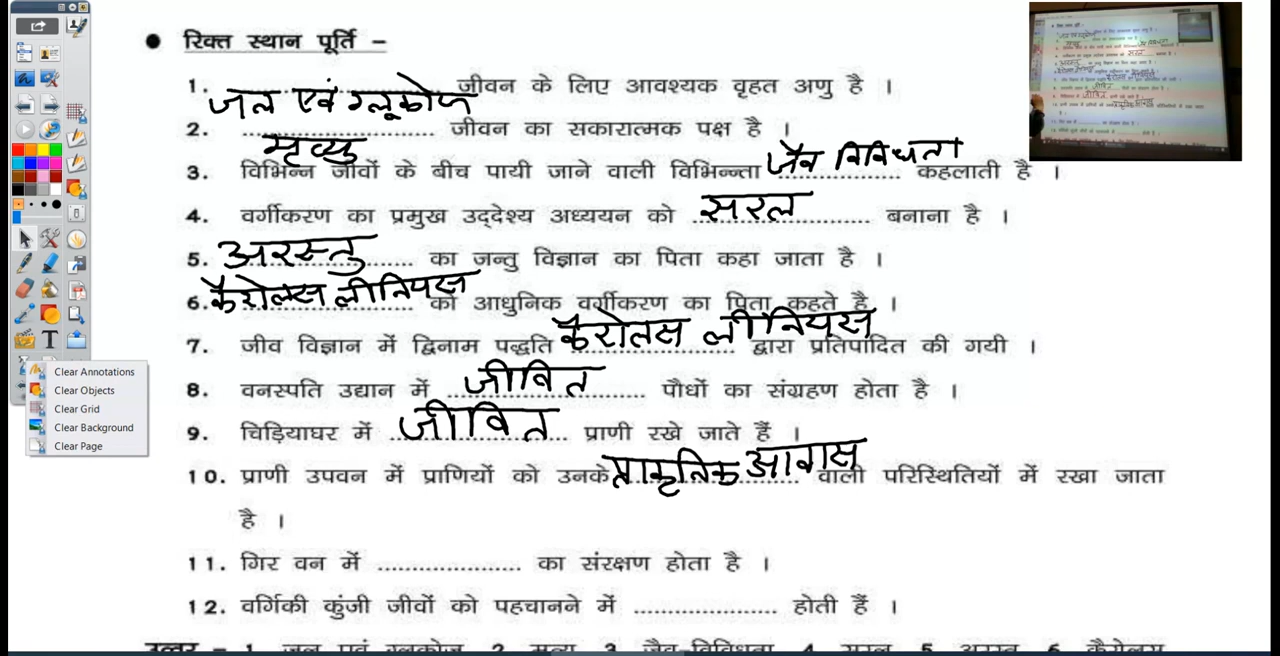 रिक्त स्थान पूर्ति –
1. जल एवं ग्लूकोज जीवन के लिए आवश्यक वृहत अणु है ।
2. मृत्यु जीवन का सकारात्मक पक्ष है ।
3. विभिन्न जीवों के बीच पायी जाने वाली विभिन्न्ता जैव विविधता कहलाती है ।
4. वर्गीकरण का प्रमुख उद्देश्य अध्ययन को सरल बनाना है ।
5. अरस्तु का जन्तु विज्ञान का पिता कहा जाता है ।
6. कैरोलस लीनियस को आधुनिक वर्गीकरण का पिता कहते है ।
7. जीव विज्ञान में द्विनाम पद्धति कैरोलस लीनियस द्वारा प्रतिपादित की गयी ।
8. वनस्पति उद्यान में जीवित पौधों का संग्रहण होता है ।
9. चिड़ियाघर में जीवित प्राणी रखे जाते हैं ।
10. प्राणी उपवन में प्राणियों को उनके प्राकृतिक आवास वाली परिस्थितियों में रखा जाता
है ।
11. गिर वन में ..................... का संरक्षण होता है ।
12. वर्गिकी कुंजी जीवों को पहचानने में ..................... होती हैं ।
Clear Annotations
Clear Objects
Clear Grid
Clear Background
Clear Page